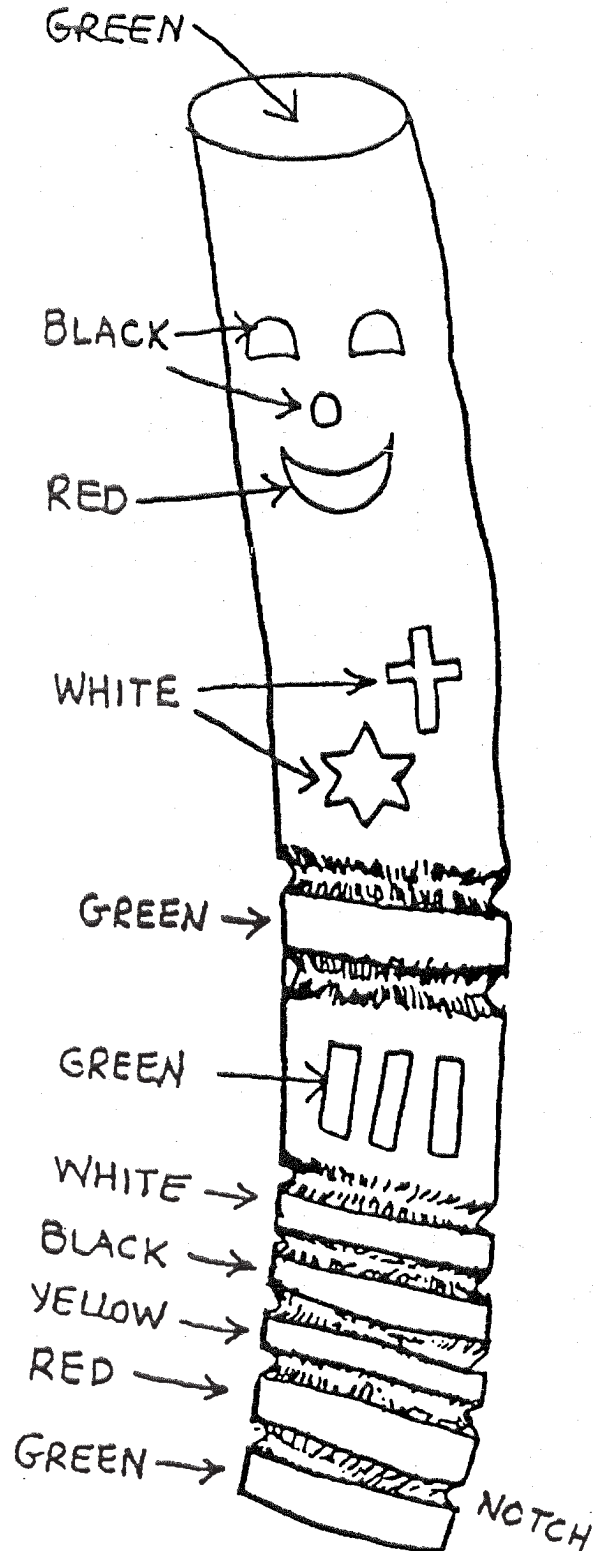 GREEN
BLACK
RED
WHITE
GREEN
GREEN
WHITE
BLACK
YELLOW
RED
GREEN
NOTCH